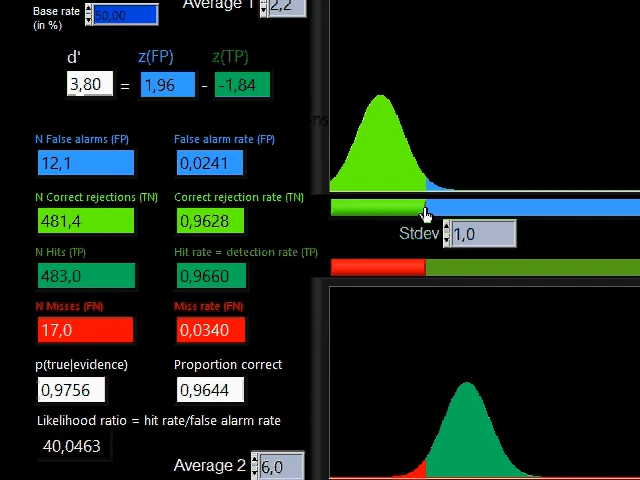 Average 1 2,2
Base rate
(in %) 50,00
d' z(FP) z(TP)
3,80 = 1,96 - -1,84
N False alarms (FP) False alarm rate (FP)
12,1 0,0241
N Correct rejections (TN) Correct rejection rate (TN)
481,4 0,9628
Stdev 1,0
N Hits (TP) Hit rate = detection rate (TP)
483,0 0,9660
N Misses (FN) Miss rate (FN)
17,0 0,0340
p(true|evidence) Proportion correct
0,9756 0,9644
Likelihood ratio = hit rate/false alarm rate
40,0463
Average 2 6,0